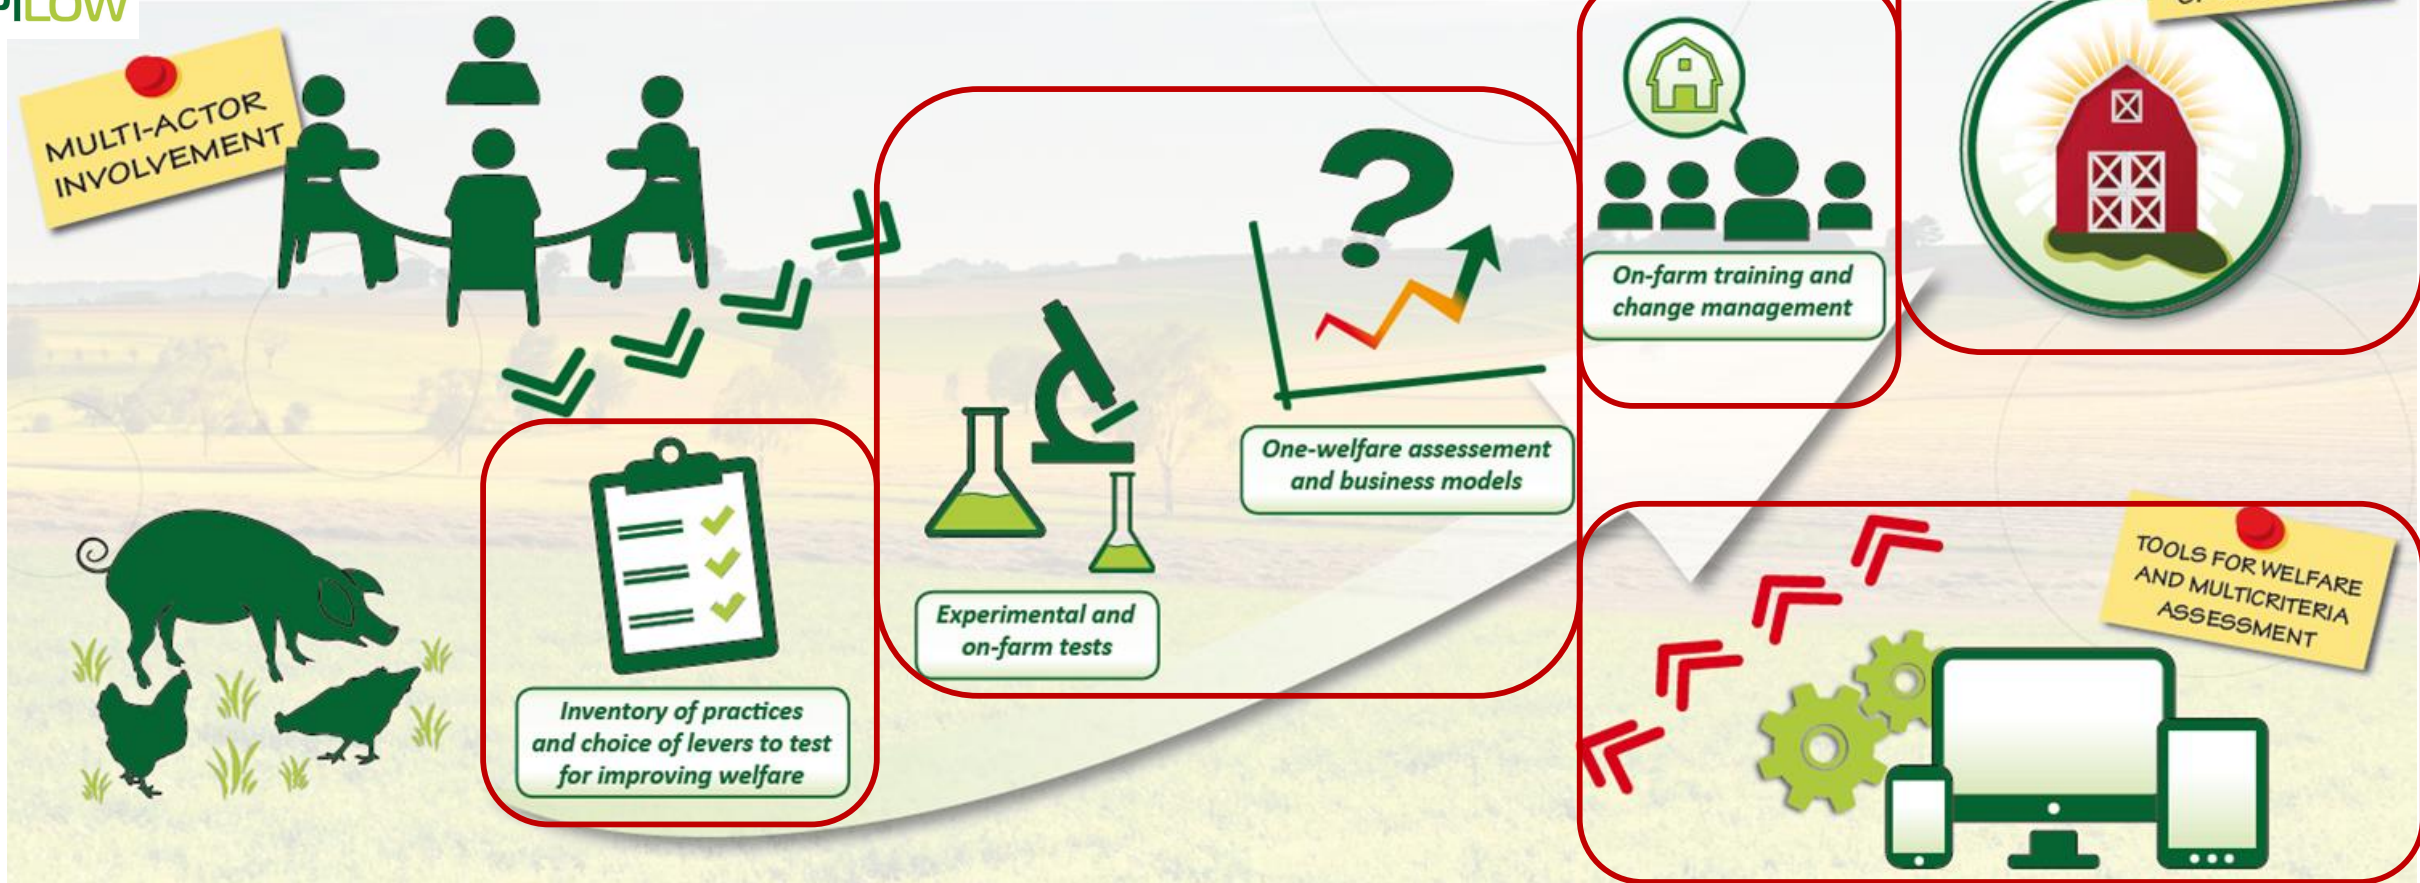 MULTI-ACTOR
INVOLVEMENT
On-farm training and
change management
One-welfare assessement
and business models
Experimental and
on-farm tests
Inventory of practices
and choice of levers to test
for improving welfare
TOOLS FOR WELFARE
AND MULTICRITERIA
ASSESSMENT